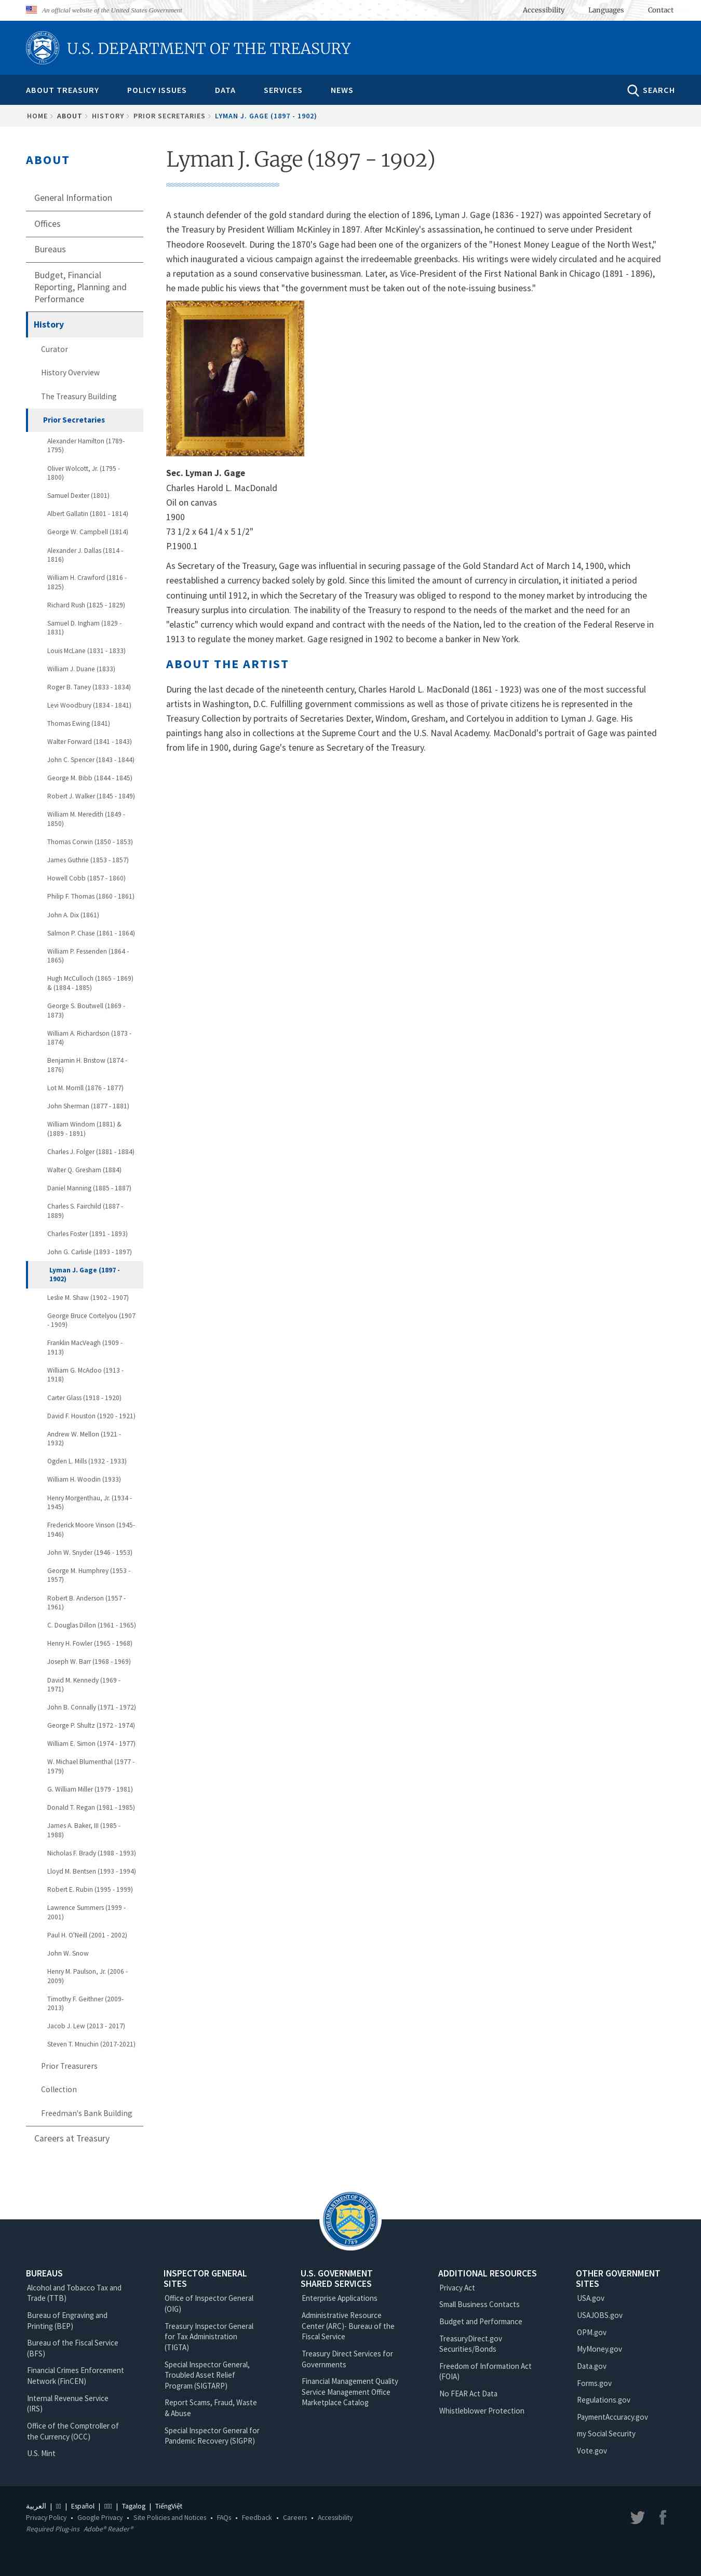 An official website of the United States Government
Accessibility Languages Contact
U.S. DEPARTMENT OF THE TREASURY
ABOUT TREASURY POLICY ISSUES DATA SERVICES NEWS SEARCH
HOME > ABOUT > HISTORY > PRIOR SECRETARIES > LYMAN J. GAGE (1897 - 1902)
ABOUT
General Information
Offices
Bureaus
Budget, Financial
Reporting, Planning and
Performance
History
Curator
History Overview
The Treasury Building
Prior Secretaries
Alexander Hamilton (1789-
1795)
Oliver Wolcott, Jr. (1795 -
1800)
Samuel Dexter (1801)
Albert Gallatin (1801 - 1814)
George W. Campbell (1814)
Alexander J. Dallas (1814 -
1816)
William H. Crawford (1816 -
1825)
Richard Rush (1825 - 1829)
Samuel D. Ingham (1829 -
1831)
Louis McLane (1831 - 1833)
William J. Duane (1833)
Roger B. Taney (1833 - 1834)
Levi Woodbury (1834 - 1841)
Thomas Ewing (1841)
Walter Forward (1841 - 1843)
John C. Spencer (1843 - 1844)
George M. Bibb (1844 - 1845)
Robert J. Walker (1845 - 1849)
William M. Meredith (1849 -
1850)
Thomas Corwin (1850 - 1853)
James Guthrie (1853 - 1857)
Howell Cobb (1857 - 1860)
Philip F. Thomas (1860 - 1861)
John A. Dix (1861)
Salmon P. Chase (1861 - 1864)
William P. Fessenden (1864 -
1865)
Hugh McCulloch (1865 - 1869)
& (1884 - 1885)
George S. Boutwell (1869 -
1873)
William A. Richardson (1873 -
1874)
Benjamin H. Bristow (1874 -
1876)
Lot M. Morrill (1876 - 1877)
John Sherman (1877 - 1881)
William Windom (1881) &
(1889 - 1891)
Charles J. Folger (1881 - 1884)
Walter Q. Gresham (1884)
Daniel Manning (1885 - 1887)
Charles S. Fairchild (1887 -
1889)
Charles Foster (1891 - 1893)
John G. Carlisle (1893 - 1897)
Lyman J. Gage (1897 -
1902)
Leslie M. Shaw (1902 - 1907)
George Bruce Cortelyou (1907
- 1909)
Franklin MacVeagh (1909 -
1913)
William G. McAdoo (1913 -
1918)
Carter Glass (1918 - 1920)
David F. Houston (1920 - 1921)
Andrew W. Mellon (1921 -
1932)
Ogden L. Mills (1932 - 1933)
William H. Woodin (1933)
Henry Morgenthau, Jr. (1934 -
1945)
Frederick Moore Vinson (1945-
1946)
John W. Snyder (1946 - 1953)
George M. Humphrey (1953 -
1957)
Robert B. Anderson (1957 -
1961)
C. Douglas Dillon (1961 - 1965)
Henry H. Fowler (1965 - 1968)
Joseph W. Barr (1968 - 1969)
David M. Kennedy (1969 -
1971)
John B. Connally (1971 - 1972)
George P. Shultz (1972 - 1974)
William E. Simon (1974 - 1977)
W. Michael Blumenthal (1977 -
1979)
G. William Miller (1979 - 1981)
Donald T. Regan (1981 - 1985)
James A. Baker, III (1985 -
1988)
Nicholas F. Brady (1988 - 1993)
Lloyd M. Bentsen (1993 - 1994)
Robert E. Rubin (1995 - 1999)
Lawrence Summers (1999 -
2001)
Paul H. O'Neill (2001 - 2002)
John W. Snow
Henry M. Paulson, Jr. (2006 -
2009)
Timothy F. Geithner (2009-
2013)
Jacob J. Lew (2013 - 2017)
Steven T. Mnuchin (2017-2021)
Prior Treasurers
Collection
Freedman's Bank Building
Careers at Treasury
Lyman J. Gage (1897 - 1902)
A staunch defender of the gold standard during the election of 1896, Lyman J. Gage (1836 - 1927) was appointed Secretary of
the Treasury by President William McKinley in 1897. After McKinley's assassination, he continued to serve under President
Theodore Roosevelt. During the 1870's Gage had been one of the organizers of the "Honest Money League of the North West,"
which inaugurated a vicious campaign against the irredeemable greenbacks. His writings were widely circulated and he acquired
a reputation as a sound conservative businessman. Later, as Vice-President of the First National Bank in Chicago (1891 - 1896),
he made public his views that "the government must be taken out of the note-issuing business."
Sec. Lyman J. Gage
Charles Harold L. MacDonald
Oil on canvas
1900
73 1/2 x 64 1/4 x 5 1/2"
P.1900.1
As Secretary of the Treasury, Gage was influential in securing passage of the Gold Standard Act of March 14, 1900, which
reestablished a currency backed solely by gold. Since this limited the amount of currency in circulation, it initiated a period
continuing until 1912, in which the Secretary of the Treasury was obliged to respond to the money market by introducing the
Treasury surplus into circulation. The inability of the Treasury to respond to the needs of the market and the need for an
"elastic" currency which would expand and contract with the needs of the Nation, led to the creation of the Federal Reserve in
1913 to regulate the money market. Gage resigned in 1902 to become a banker in New York.
ABOUT THE ARTIST
During the last decade of the nineteenth century, Charles Harold L. MacDonald (1861 - 1923) was one of the most successful
artists in Washington, D.C. Fulfilling government commissions as well as those of private citizens he is represented in the
Treasury Collection by portraits of Secretaries Dexter, Windom, Gresham, and Cortelyou in addition to Lyman J. Gage. His
paintings hang also in collections at the Supreme Court and the U.S. Naval Academy. MacDonald's portrait of Gage was painted
from life in 1900, during Gage's tenure as Secretary of the Treasury.
THE DEPARTMENT OF THE TREASURY
1789
BUREAUS
Alcohol and Tobacco Tax and
Trade (TTB)
Bureau of Engraving and
Printing (BEP)
Bureau of the Fiscal Service
(BFS)
Financial Crimes Enforcement
Network (FinCEN)
Internal Revenue Service
(IRS)
Office of the Comptroller of
the Currency (OCC)
U.S. Mint
INSPECTOR GENERAL
SITES
Office of Inspector General
(OIG)
Treasury Inspector General
for Tax Administration
(TIGTA)
Special Inspector General,
Troubled Asset Relief
Program (SIGTARP)
Report Scams, Fraud, Waste
& Abuse
Special Inspector General for
Pandemic Recovery (SIGPR)
U.S. GOVERNMENT
SHARED SERVICES
Enterprise Applications
Administrative Resource
Center (ARC)- Bureau of the
Fiscal Service
Treasury Direct Services for
Governments
Financial Management Quality
Service Management Office
Marketplace Catalog
ADDITIONAL RESOURCES
Privacy Act
Small Business Contacts
Budget and Performance
TreasuryDirect.gov
Securities/Bonds
Freedom of Information Act
(FOIA)
No FEAR Act Data
Whistleblower Protection
OTHER GOVERNMENT
SITES
USA.gov
USAJOBS.gov
OPM.gov
MyMoney.gov
Data.gov
Forms.gov
Regulations.gov
PaymentAccuracy.gov
my Social Security
Vote.gov
العربية | | Español | | Tagalog | TiếngViệt
Privacy Policy • Google Privacy • Site Policies and Notices • FAQs • Feedback • Careers • Accessibility
Required Plug-ins Adobe® Reader®